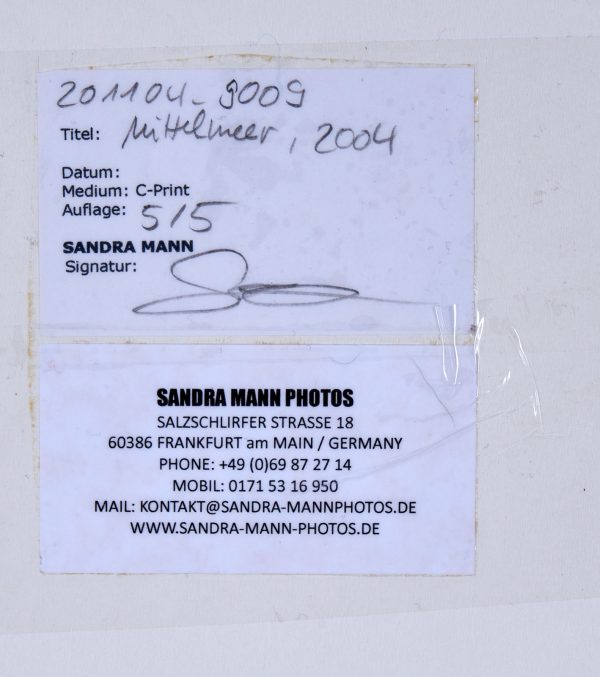 201104-9009
Titel: Mittelmeer, 2004
Datum:
Medium: C-Print
Auflage: 5/5
SANDRA MANN
Signatur:
SANDRA MANN PHOTOS
SALZSCHLIRFER STRASSE 18
60386 FRANKFURT am MAIN / GERMANY
PHONE: +49 (0)69 87 27 14
MOBIL: 0171 53 16 950
MAIL: KONTAKT@SANDRA-MANNPHOTOS.DE
WWW.SANDRA-MANN-PHOTOS.DE